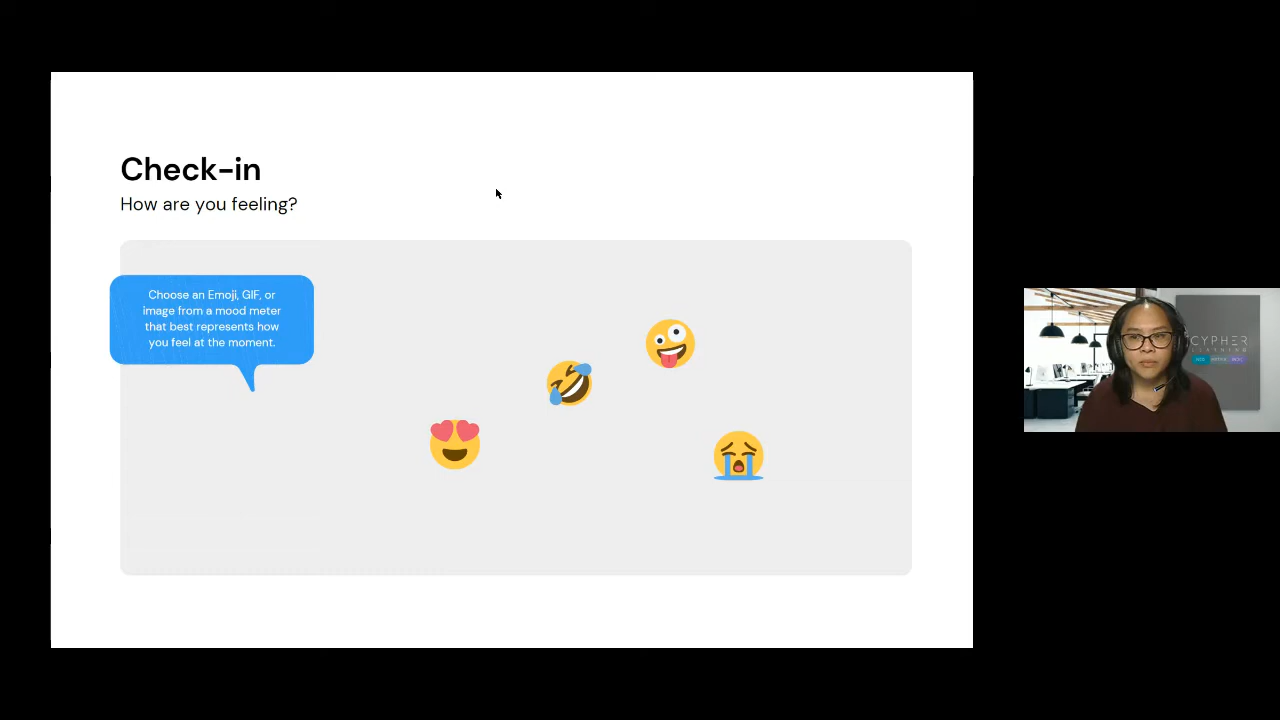 Check-in
How are you feeling?
Choose an Emoji, GIF, or
image from a mood meter
that best represents how
you feel at the moment.
CYPHER
LEARNING